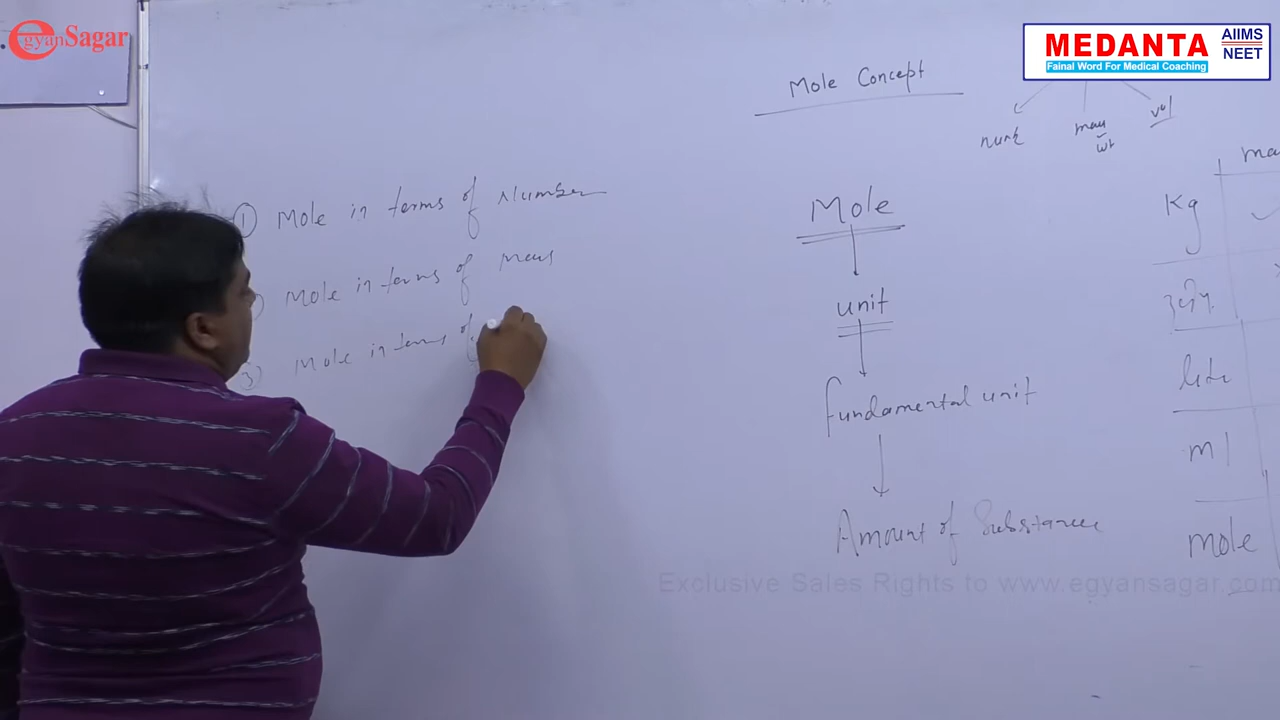 egyanSagar
MEDANTA
AIIMS
NEET
Fainal Word For Medical Coaching
Mole Concept
mass
wt
vol
① Mole in terms of Number
Mole in terms of mass
3) Mole in terms of
Mole
unit
Fundamental unit
Amount of Substance
Kg
ml
mole
Exclusive Sales Rights to www.egyansagar.com